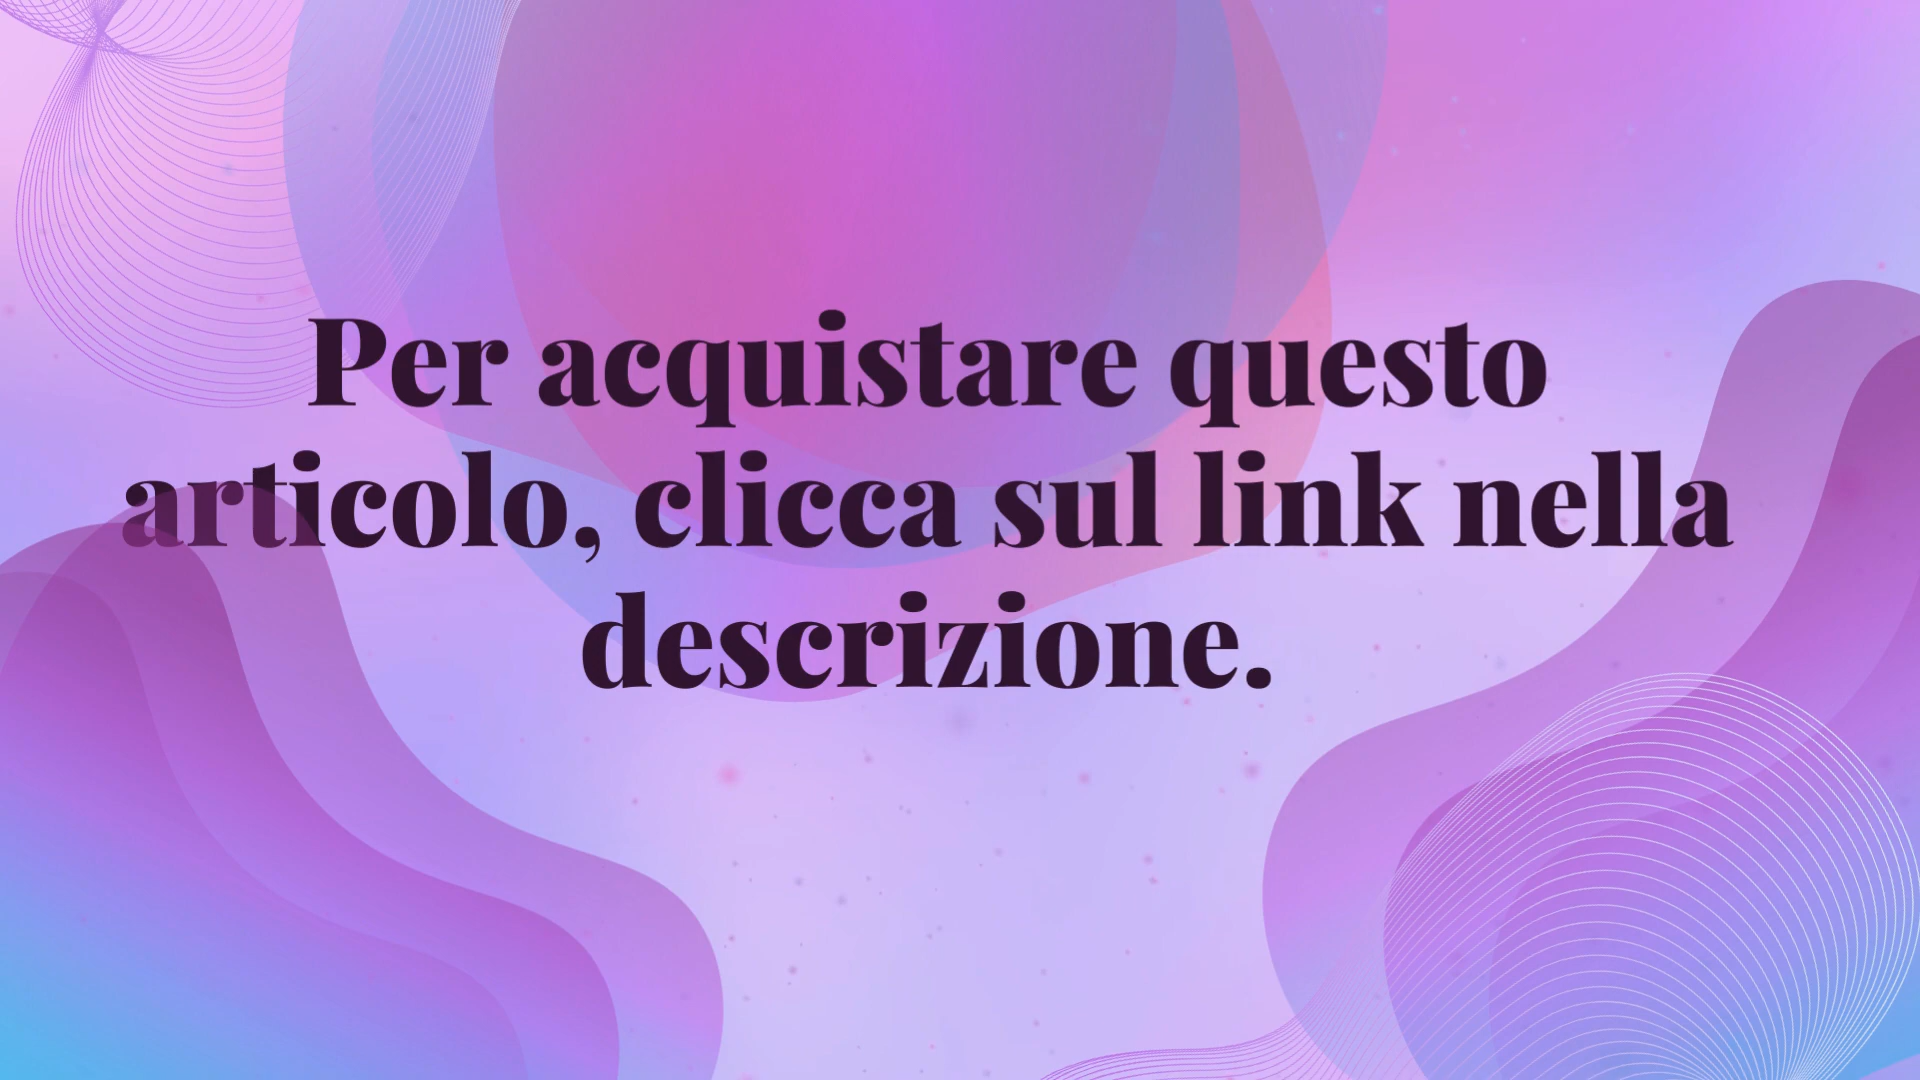 Per acquistare questo
articolo, clicca sul link nella
descrizione.